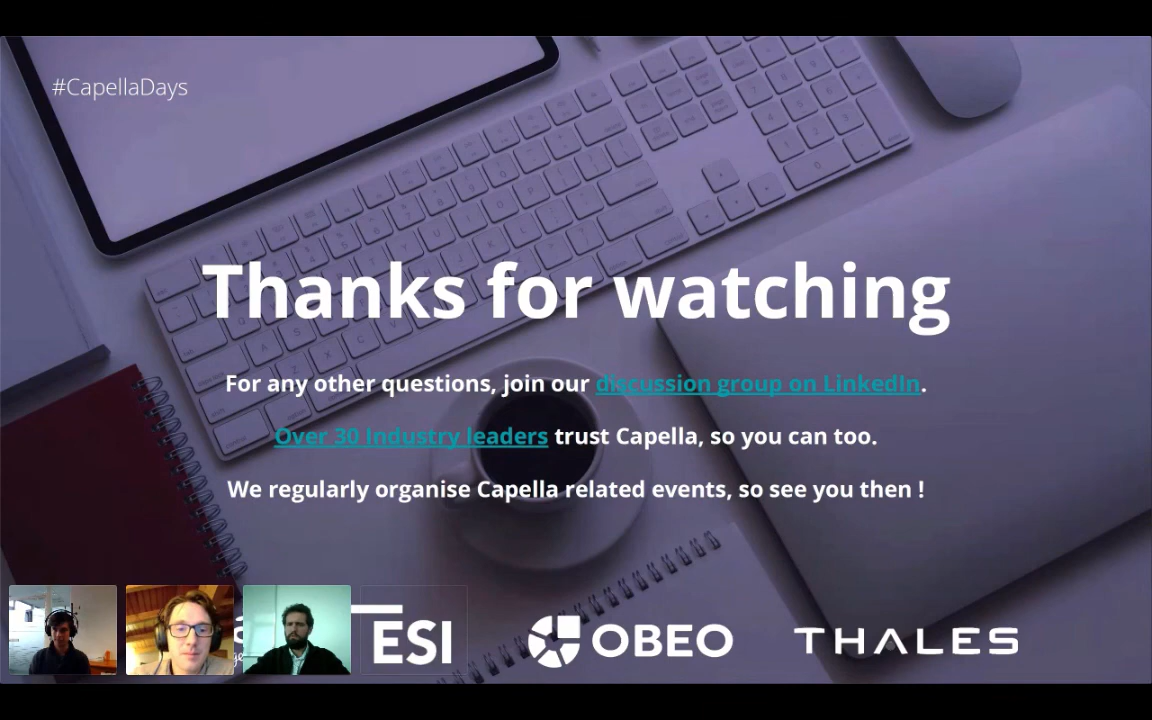 #CapellaDays
Thanks for watching
For any other questions, join our discussion group on LinkedIn.
Over 30 Industry leaders trust Capella, so you can too.
We regularly organise Capella related events, so see you then !
ESI
OBEO
THALES